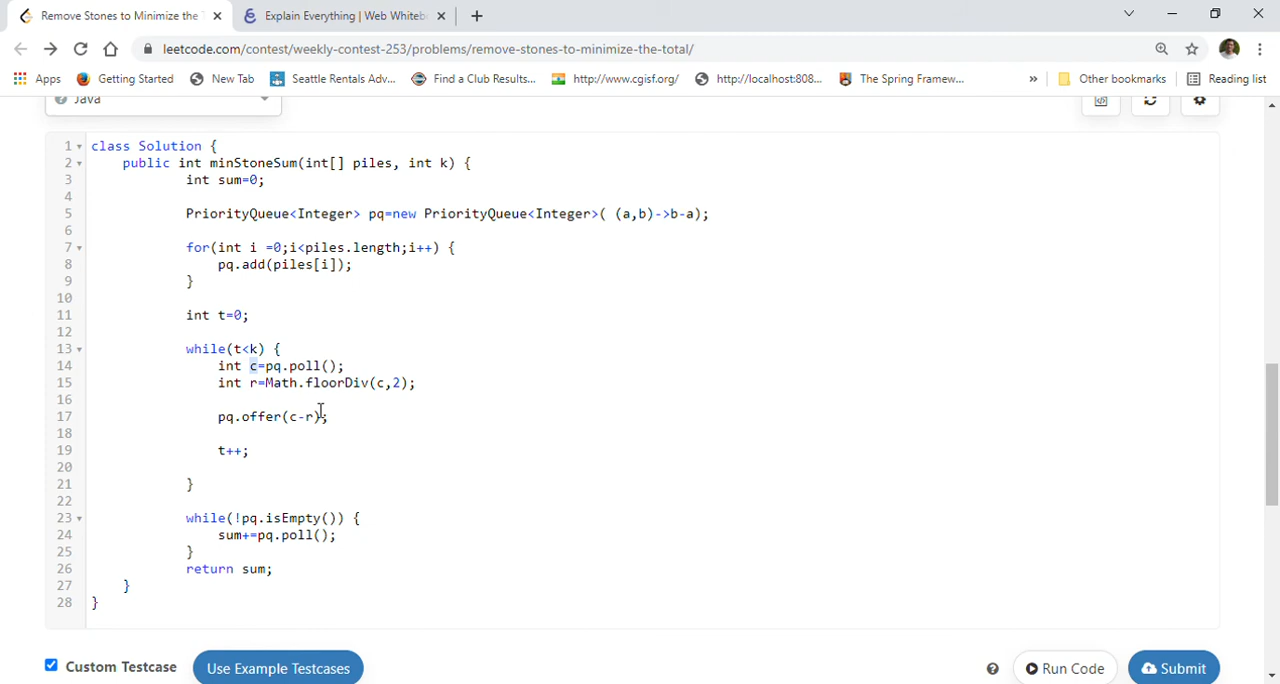 Remove Stones to Minimize the
Explain Everything | Web Whiteb
leetcode.com/contest/weekly-contest-253/problems/remove-stones-to-minimize-the-total/
Apps Getting Started New Tab Seattle Rentals Adv... Find a Club Results... http://www.cgisf.org/ http://localhost:808... The Spring Framew... » Other bookmarks Reading list
Java
1 class Solution {
2 public int minStoneSum(int[] piles, int k) {
3 int sum=0;
4
5 PriorityQueue<Integer> pq=new PriorityQueue<Integer>( (a,b)->b-a);
6
7 for(int i =0;i<piles.length;i++) {
8 pq.add(piles[i]);
9 }
10
11 int t=0;
12
13 while(t<k) {
14 int c=pq.poll();
15 int r=Math.floorDiv(c,2);
16
17 pq.offer(c-r);
18
19 t++;
20
21 }
22
23 while(!pq.isEmpty()) {
24 sum+=pq.poll();
25 }
26 return sum;
27 }
28 }
Custom Testcase Use Example Testcases Run Code Submit